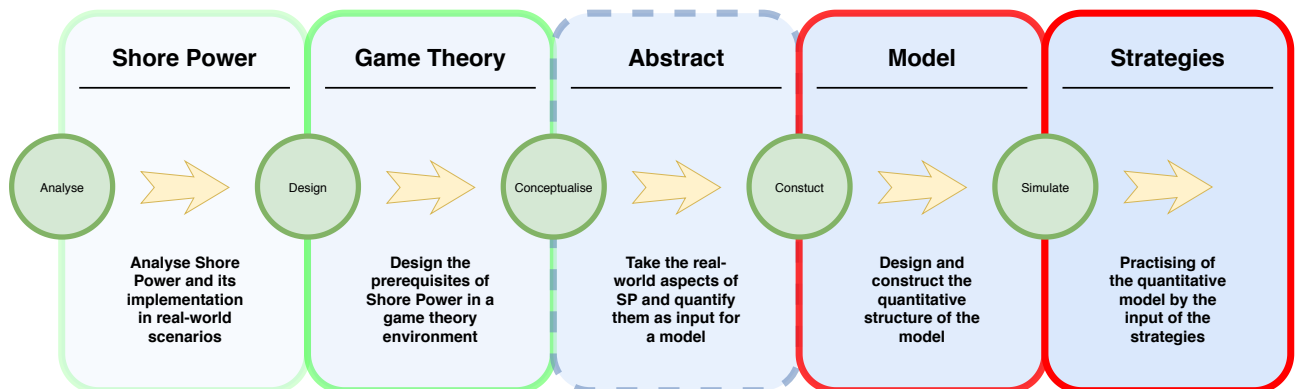 Shore Power
Game Theory
Abstract
Model
Strategies
Analyse
Design
Conceptualise
Constuct
Simulate
Analyse Shore
Power and its
implementation
in real-world
scenarios
Design the
prerequisites of
Shore Power in a
game theory
environment
Take the real-
world aspects of
SP and quantify
them as input for
a model
Design and
construct the
quantitative
structure of the
model
Practising of
the quantitative
model by the
input of the
strategies